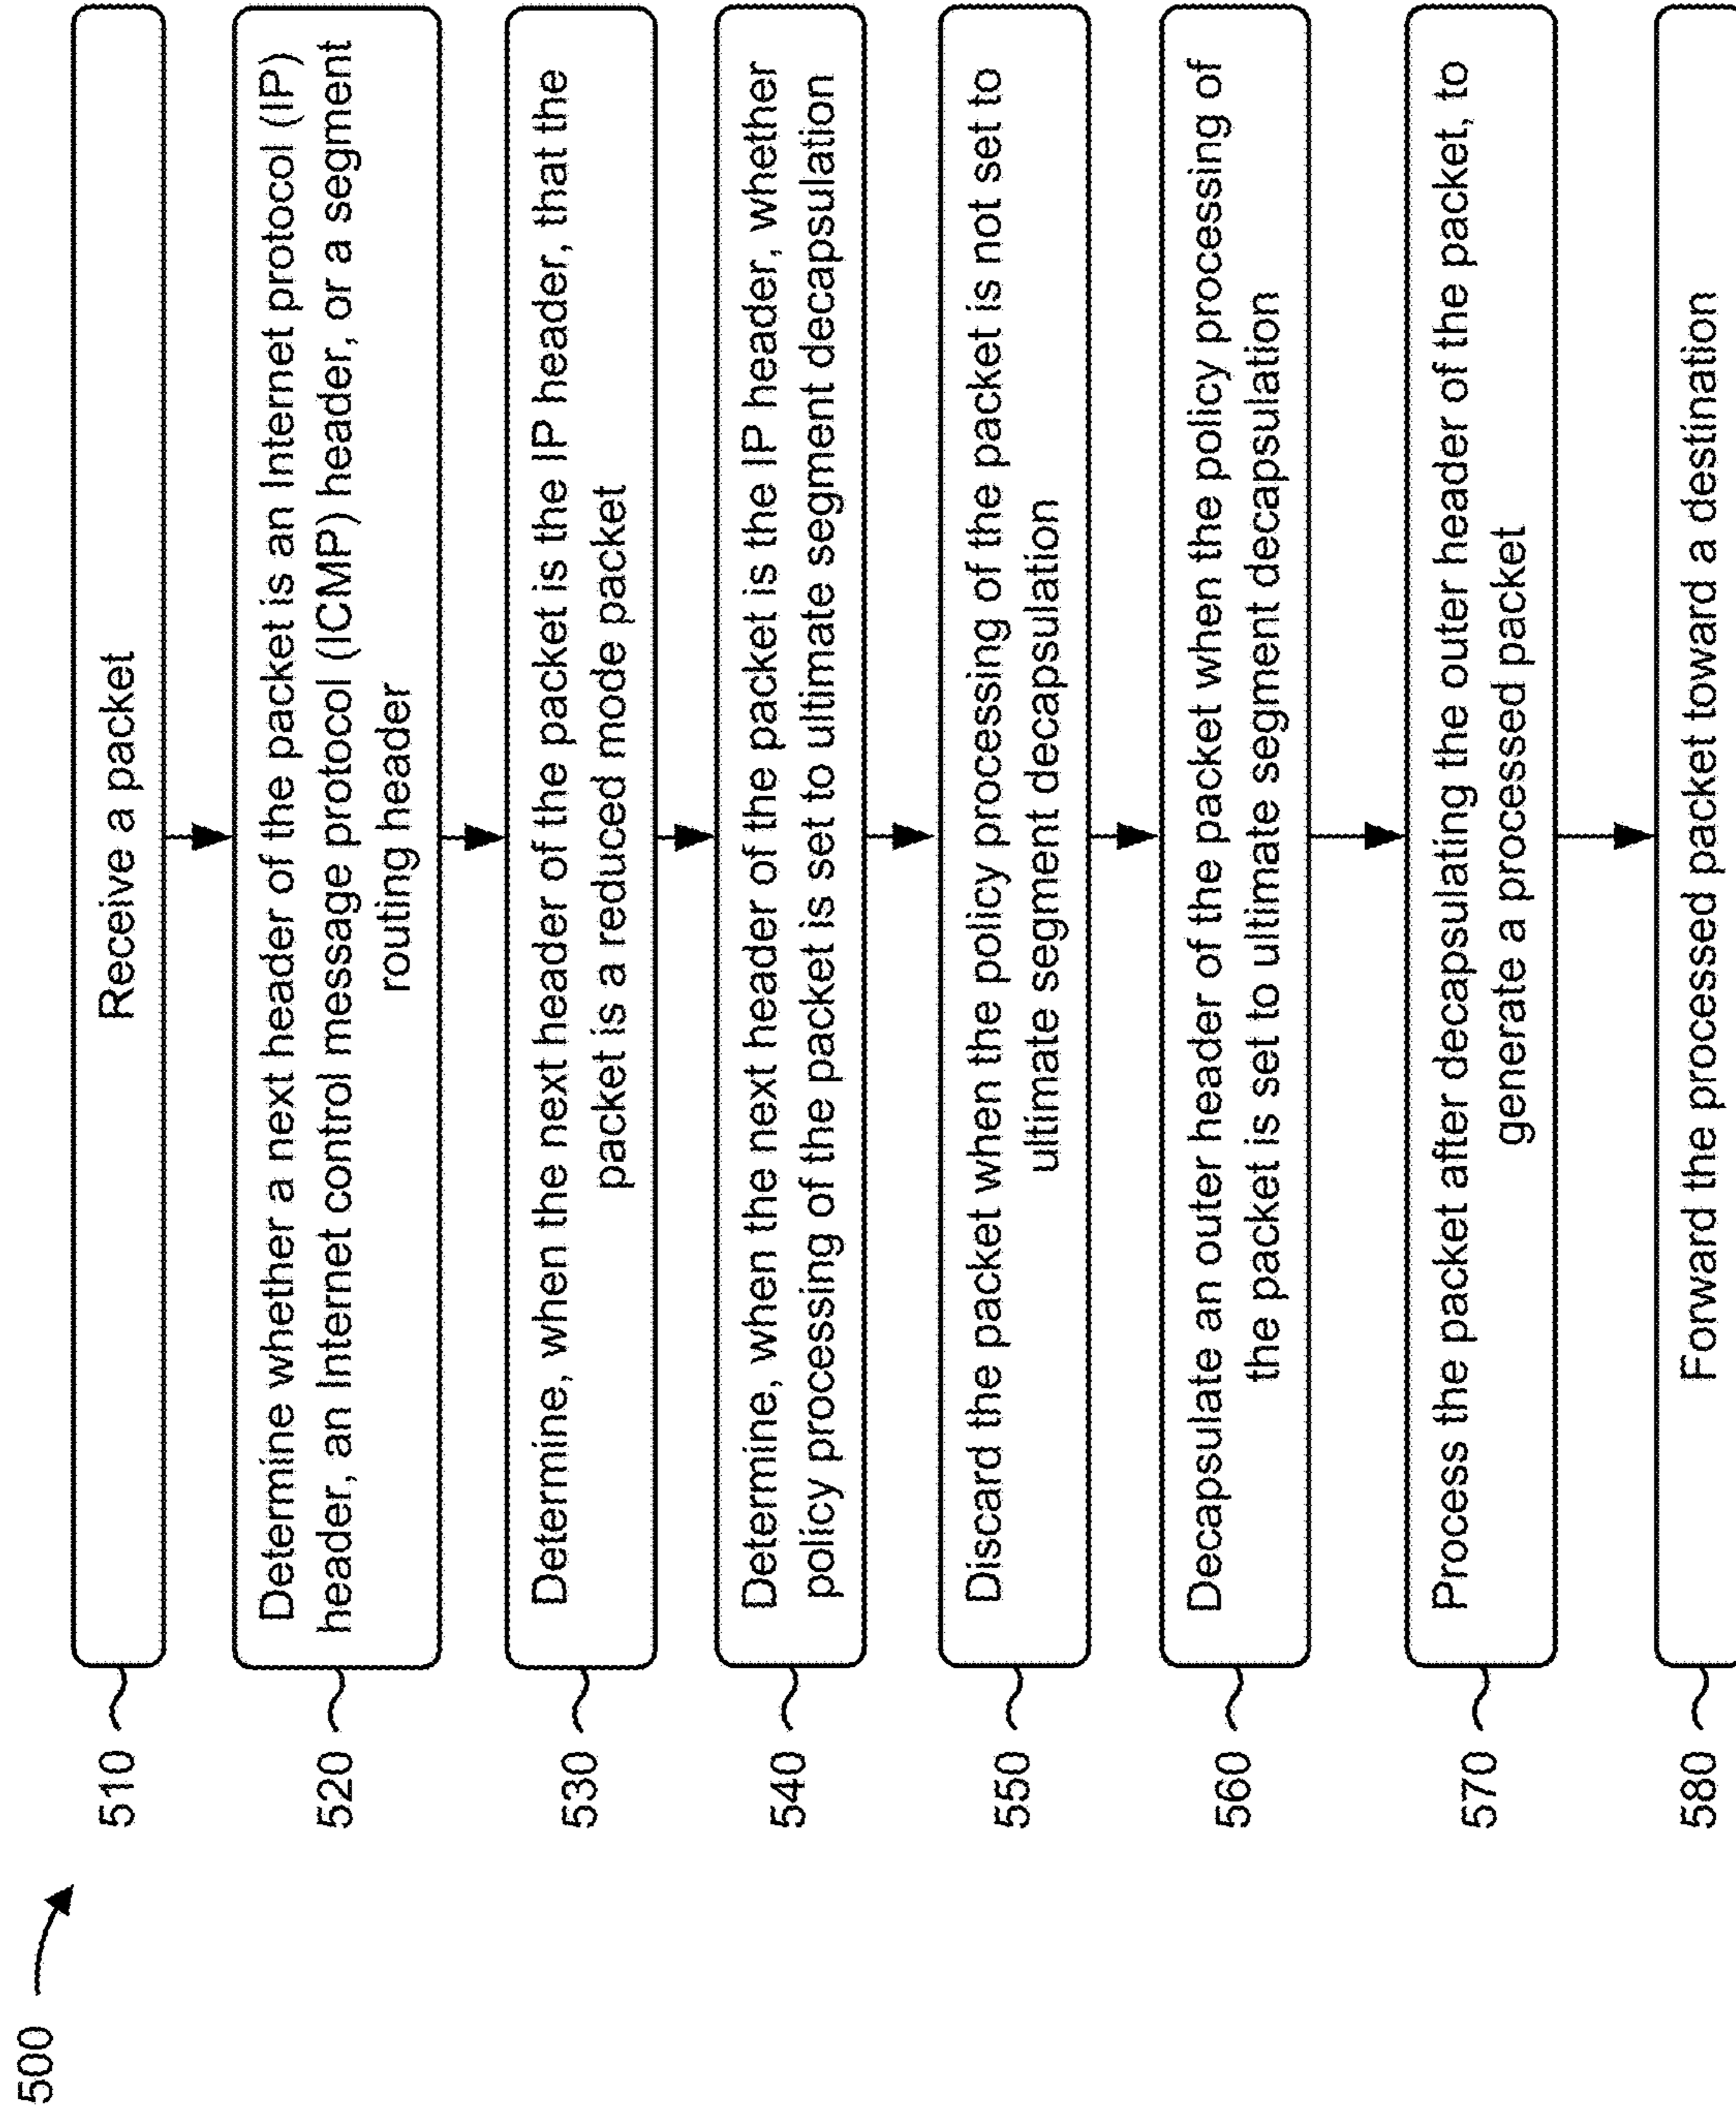 500
510
Receive a packet
520
Determine whether a next header of the packet is an Internet protocol (IP)
header, an Internet control message protocol (ICMP) header, or a segment
routing header
530
Determine, when the next header of the packet is the IP header, that the
packet is a reduced mode packet
540
Determine, when the next header of the packet is the IP header, whether
policy processing of the packet is set to ultimate segment decapsulation
550
Discard the packet when the policy processing of the packet is not set to
ultimate segment decapsulation
560
Decapsulate an outer header of the packet when the policy processing of
the packet is set to ultimate segment decapsulation
570
Process the packet after decapsulating the outer header of the packet, to
generate a processed packet
580
Forward the processed packet toward a destination